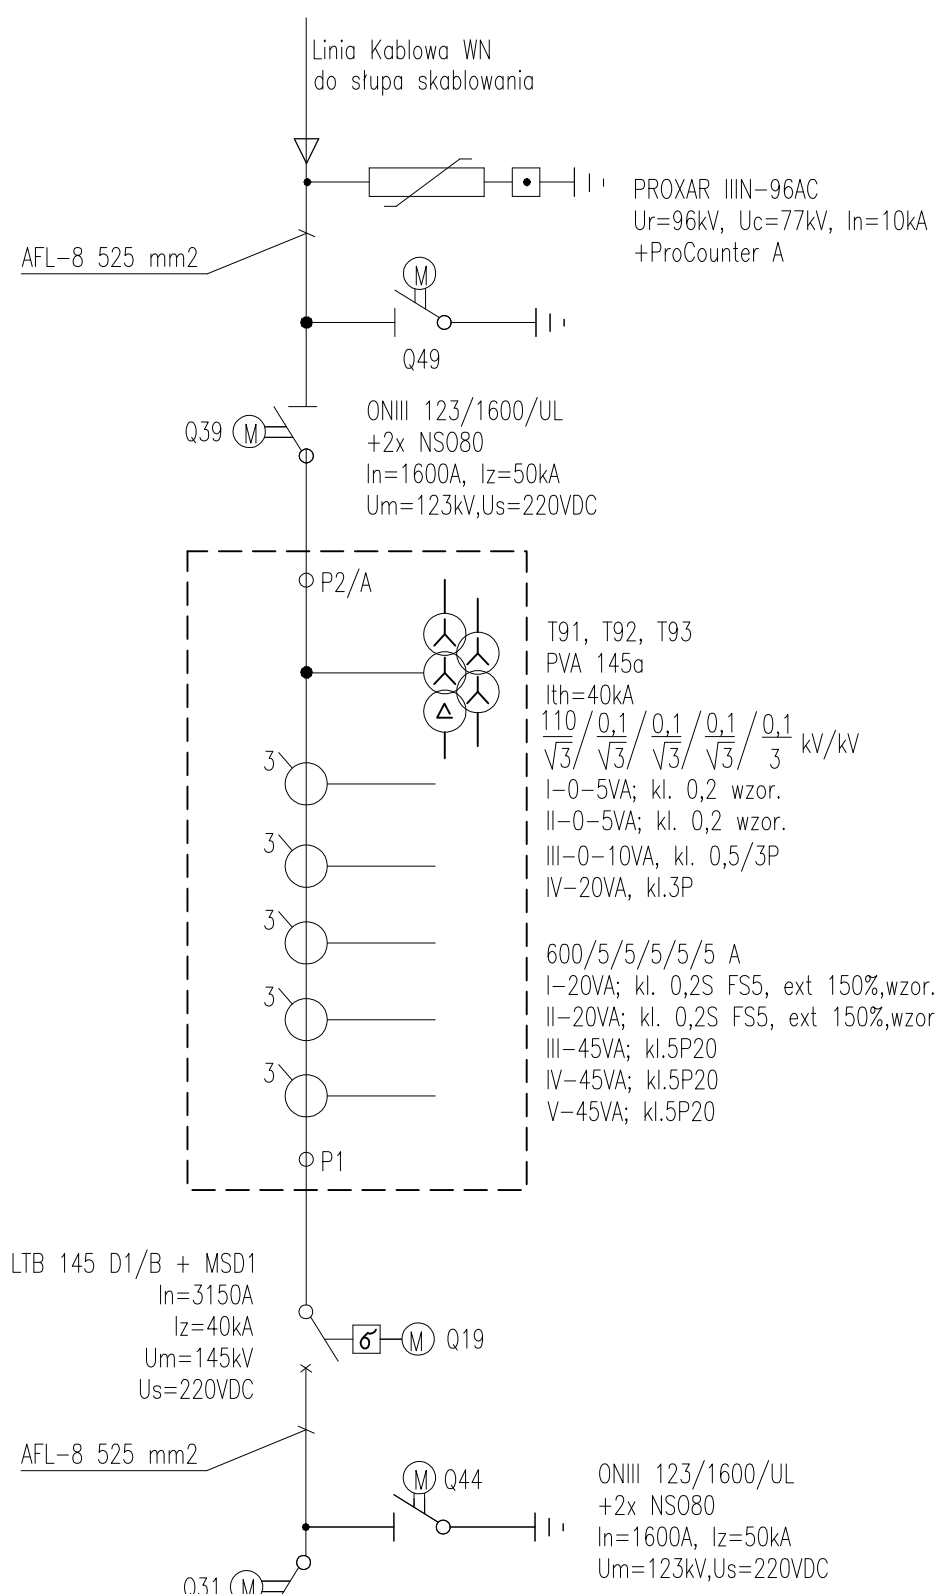 Linia Kablowa WN
do słupa skablowania
PROXAR IIIN-96AC
Ur=96kV, Uc=77kV, In=10kA
+ProCounter A
AFL-8 525 mm2
M
Q49
Q39 M
ONIII 123/1600/UL
+2x NSO80
In=1600A, Iz=50kA
Um=123kV,Us=220VDC
P2/A
T91, T92, T93
PVA 145a
Ith=40kA
110/√3 / 0,1/√3 / 0,1/√3 / 0,1/√3 / 0,1/3 kV/kV
I-0-5VA; kl. 0,2 wzor.
II-0-5VA; kl. 0,2 wzor.
III-0-10VA, kl. 0,5/3P
IV-20VA, kl.3P
3
3
3
3
3
600/5/5/5/5/5 A
I-20VA; kl. 0,2S FS5, ext 150%,wzor.
II-20VA; kl. 0,2S FS5, ext 150%,wzor
III-45VA; kl.5P20
IV-45VA; kl.5P20
V-45VA; kl.5P20
P1
LTB 145 D1/B + MSD1
In=3150A
Iz=40kA
Um=145kV
Us=220VDC
M Q19
AFL-8 525 mm2
M Q44
ONIII 123/1600/UL
+2x NSO80
In=1600A, Iz=50kA
Um=123kV,Us=220VDC
Q31 M